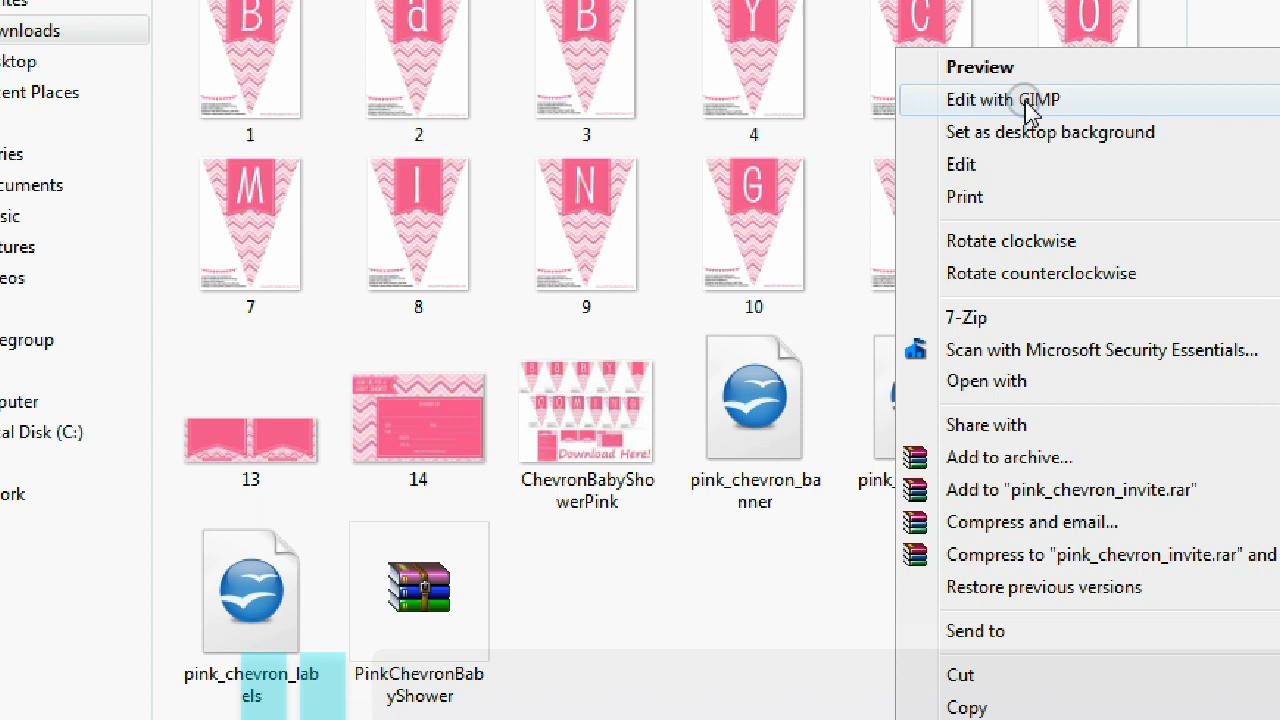 wnloads
ktop
ent Places
ries
cuments
sic
tures
egroup
puter
al Disk (C:)
ork
B
a
B
Y
C
O
1
2
3
4
M
I
N
G
7
8
9
10
13
14
Download Here!
ChevronBabySho
werPink
pink_chevron_ba
nner
pink_
pink_chevron_lab
els
PinkChevronBab
yShower
Preview
Edit with GIMP
Set as desktop background
Edit
Print
Rotate clockwise
Rotate counterclockwise
7-Zip
Scan with Microsoft Security Essentials...
Open with
Share with
Add to archive...
Add to "pink_chevron_invite.rar"
Compress and email...
Compress to "pink_chevron_invite.rar" and
Restore previous versions
Send to
Cut
Copy